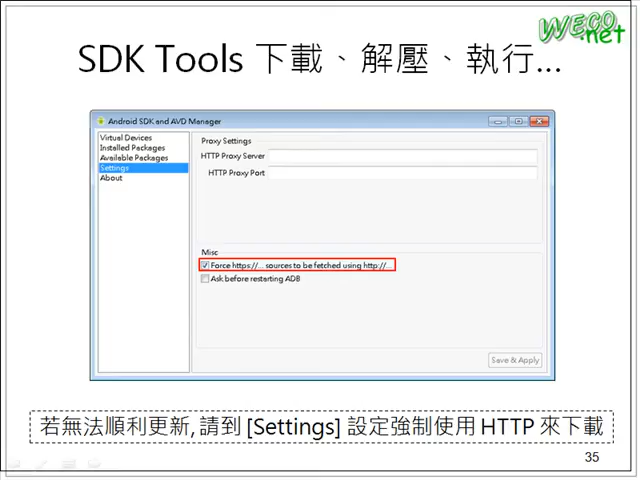 WECO.net
SDK Tools 下載、解壓、執行...
Android SDK and AVD Manager
Virtual Devices
Installed Packages
Available Packages
Settings
About
Proxy Settings
HTTP Proxy Server
HTTP Proxy Port
Misc
Force https://... sources to be fetched using http://...
Ask before restarting ADB
Save & Apply
若無法順利更新, 請到 [Settings] 設定強制使用 HTTP 來下載
35